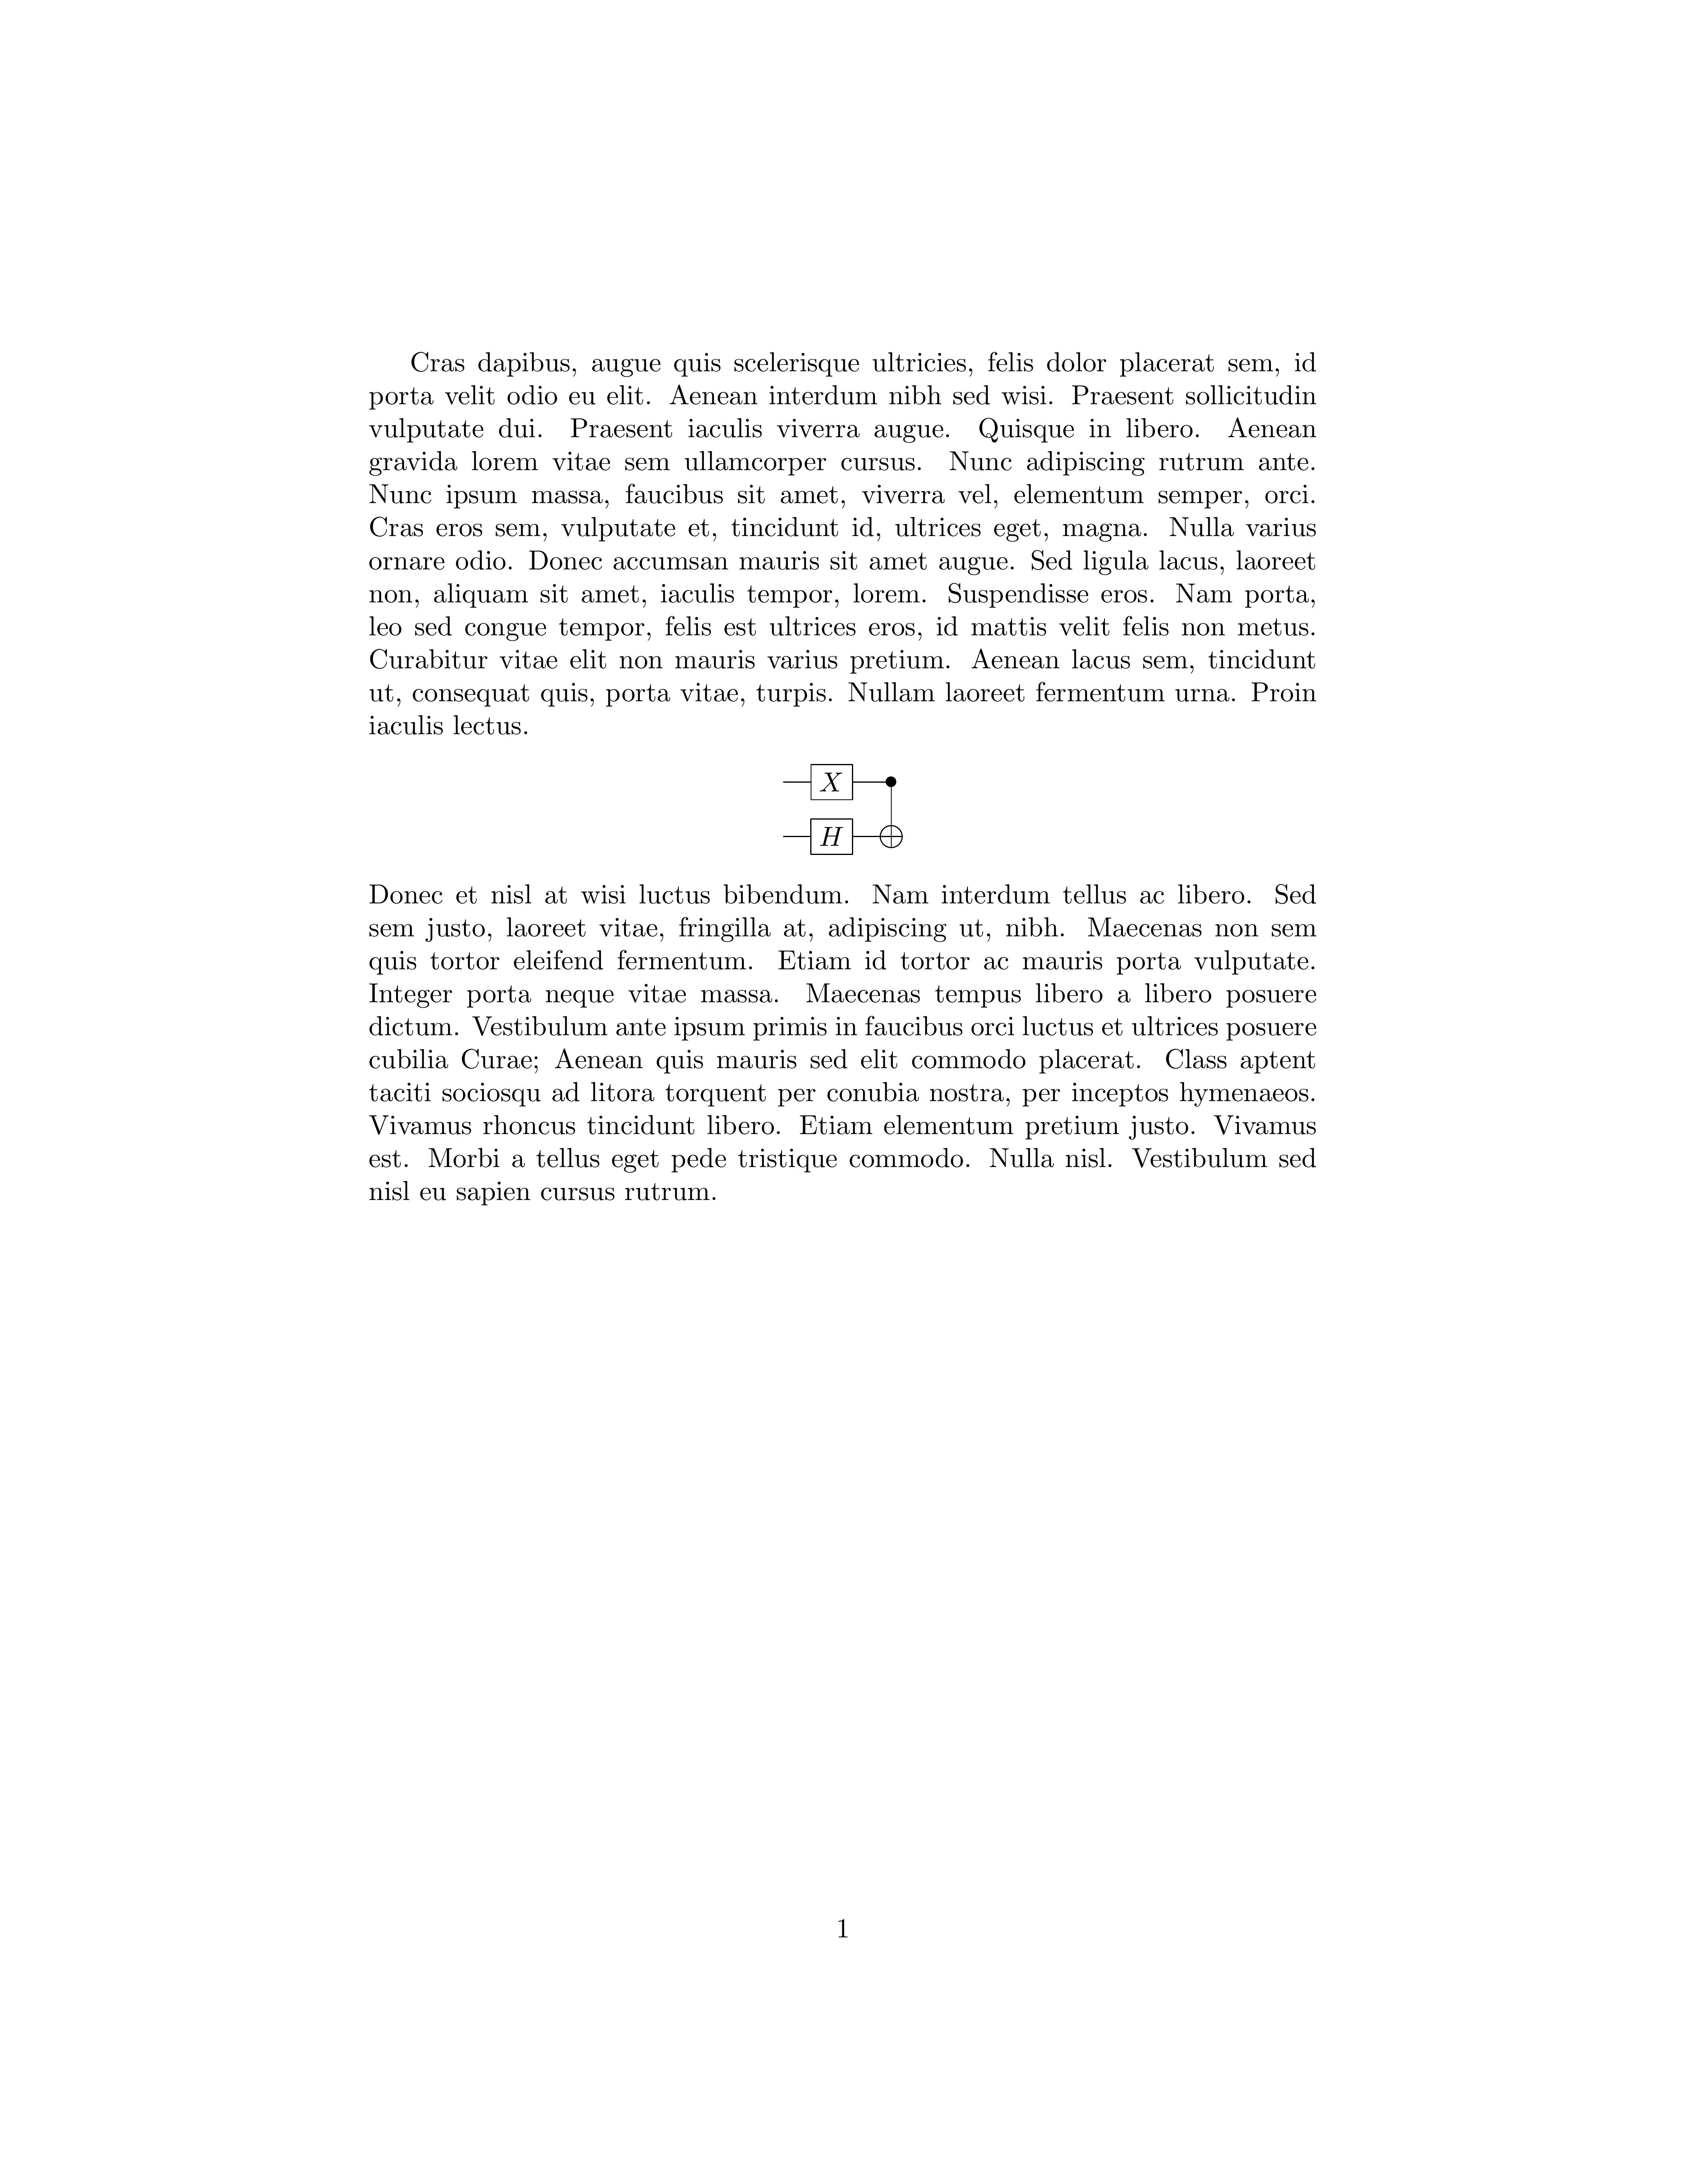 Cras dapibus, augue quis scelerisque ultricies, felis dolor placerat sem, id
porta velit odio eu elit. Aenean interdum nibh sed wisi. Praesent sollicitudin
vulputate dui. Praesent iaculis viverra augue. Quisque in libero. Aenean
gravida lorem vitae sem ullamcorper cursus. Nunc adipiscing rutrum ante.
Nunc ipsum massa, faucibus sit amet, viverra vel, elementum semper, orci.
Cras eros sem, vulputate et, tincidunt id, ultrices eget, magna. Nulla varius
ornare odio. Donec accumsan mauris sit amet augue. Sed ligula lacus, laoreet
non, aliquam sit amet, iaculis tempor, lorem. Suspendisse eros. Nam porta,
leo sed congue tempor, felis est ultrices eros, id mattis velit felis non metus.
Curabitur vitae elit non mauris varius pretium. Aenean lacus sem, tincidunt
ut, consequat quis, porta vitae, turpis. Nullam laoreet fermentum urna. Proin
iaculis lectus.
X
H
Donec et nisl at wisi luctus bibendum. Nam interdum tellus ac libero. Sed
sem justo, laoreet vitae, fringilla at, adipiscing ut, nibh. Maecenas non sem
quis tortor eleifend fermentum. Etiam id tortor ac mauris porta vulputate.
Integer porta neque vitae massa. Maecenas tempus libero a libero posuere
dictum. Vestibulum ante ipsum primis in faucibus orci luctus et ultrices posuere
cubilia Curae; Aenean quis mauris sed elit commodo placerat. Class aptent
taciti sociosqu ad litora torquent per conubia nostra, per inceptos hymenaeos.
Vivamus rhoncus tincidunt libero. Etiam elementum pretium justo. Vivamus
est. Morbi a tellus eget pede tristique commodo. Nulla nisl. Vestibulum sed
nisl eu sapien cursus rutrum.
1